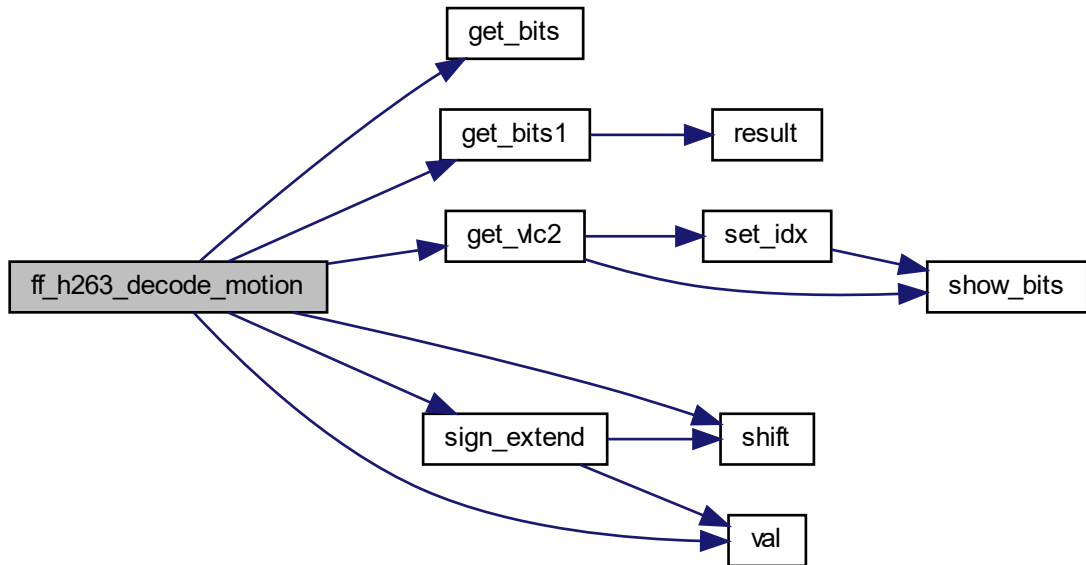 get_bits
get_bits1
result
get_vlc2
set_idx
ff_h263_decode_motion
show_bits
sign_extend
shift
val